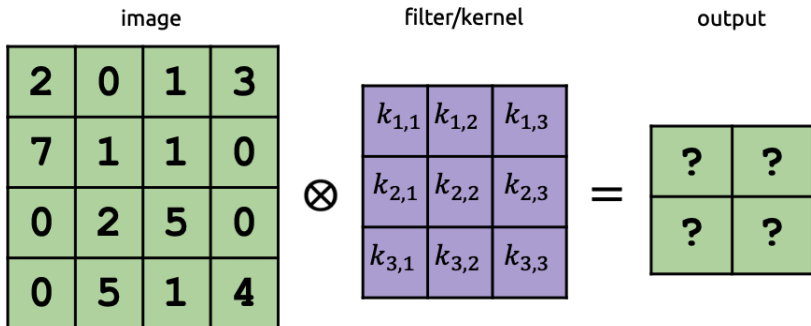 image filter/kernel output
2 0 1 3
7 1 1 0
0 2 5 0
0 5 1 4
⊗
k1,1 k1,2 k1,3
k2,1 k2,2 k2,3
k3,1 k3,2 k3,3
=
? ?
? ?